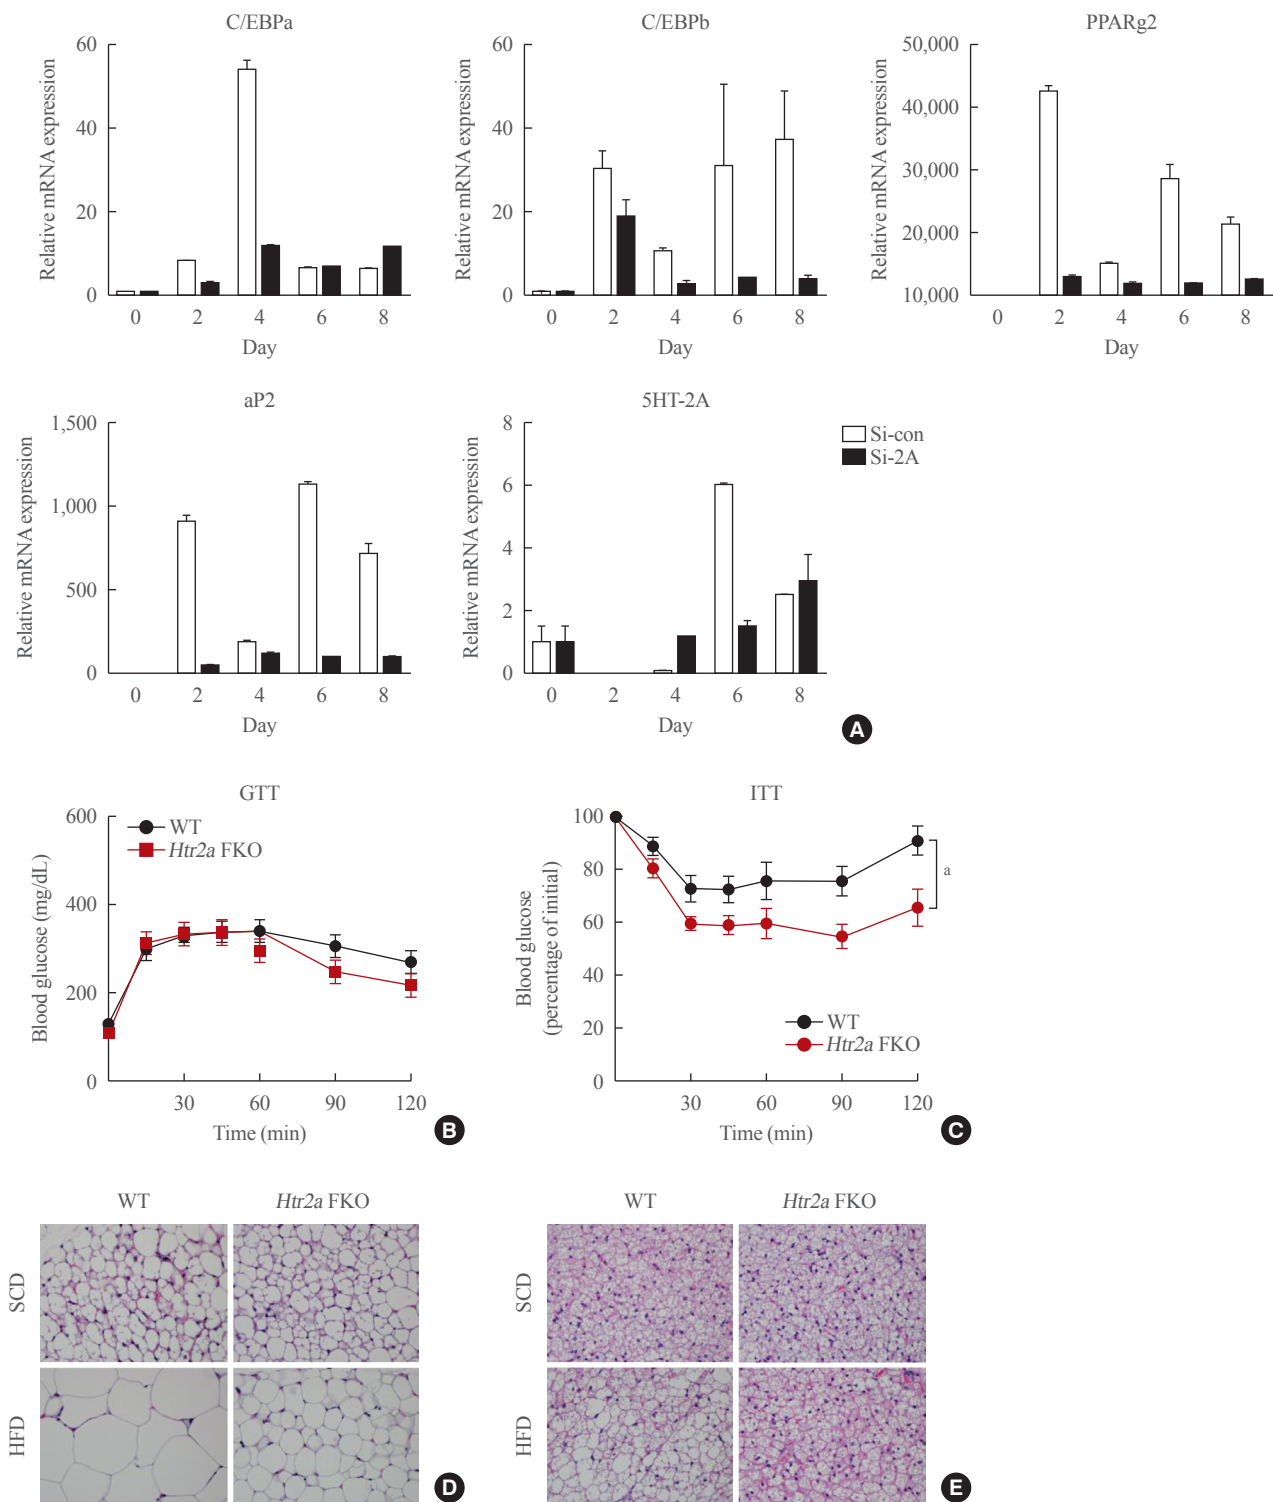 C/EBPa
Relative mRNA expression
60
40
20
0
0 2 4 6 8
Day
C/EBPb
Relative mRNA expression
60
40
20
0
0 2 4 6 8
Day
PPARg2
Relative mRNA expression
50,000
40,000
30,000
20,000
10,000
0 2 4 6 8
Day
aP2
Relative mRNA expression
1,500
1,000
500
0
0 2 4 6 8
Day
5HT-2A
Relative mRNA expression
8
6
4
2
0
0 2 4 6 8
Day
Si-con
Si-2A
A
GTT
Blood glucose (mg/dL)
600
400
200
0
WT
Htr2a FKO
30 60 90 120
Time (min)
B
ITT
Blood glucose
(percentage of initial)
100
80
60
40
20
0
a
WT
Htr2a FKO
30 60 90 120
Time (min)
C
WT Htr2a FKO
SCD
HFD
D
WT Htr2a FKO
SCD
HFD
E